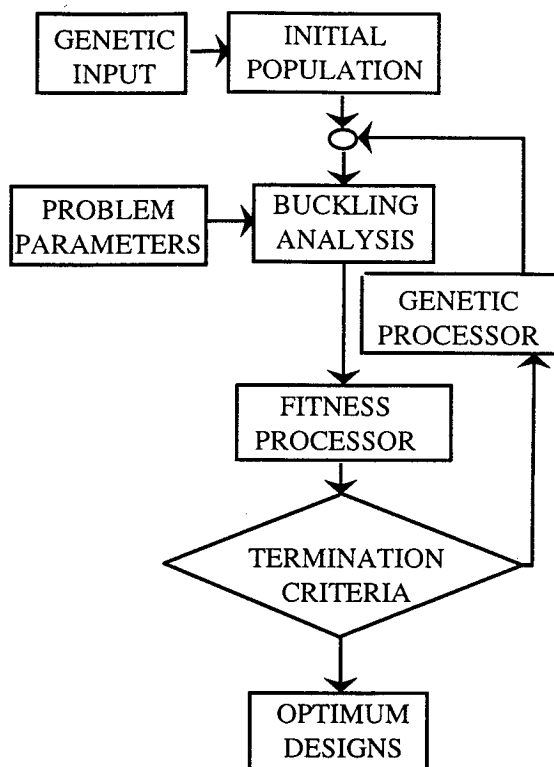 GENETIC
INPUT
INITIAL
POPULATION
PROBLEM
PARAMETERS
BUCKLING
ANALYSIS
GENETIC
PROCESSOR
FITNESS
PROCESSOR
TERMINATION
CRITERIA
OPTIMUM
DESIGNS